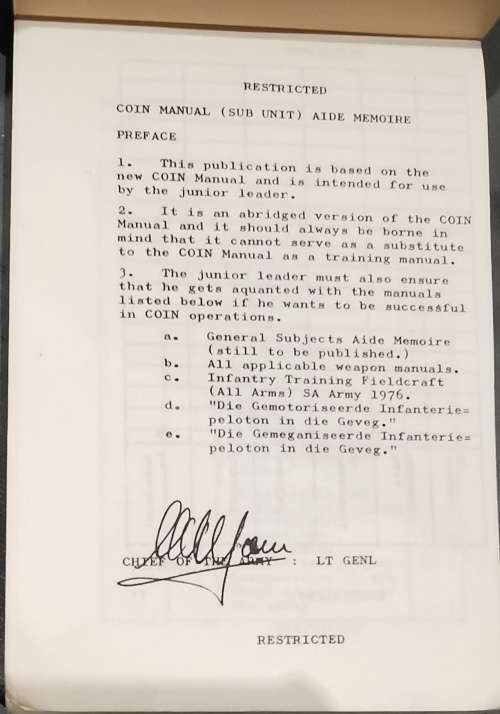 RESTRICTED
COIN MANUAL (SUB UNIT) AIDE MEMOIRE
PREFACE
1. This publication is based on the
new COIN Manual and is intended for use
by the junior leader.
2. It is an abridged version of the COIN
Manual and it should always be borne in
mind that it cannot serve as a substitute
to the COIN Manual as a training manual.
3. The junior leader must also ensure
that he gets aquanted with the manuals
listed below if he wants to be successful
in COIN operations.
a. General Subjects Aide Memoire
(still to be published.)
b. All applicable weapon manuals.
c. Infantry Training Fieldcraft
(All Arms) SA Army 1976.
d. "Die Gemotoriseerde Infanterie=
peloton in die Geveg."
e. "Die Gemeganiseerde Infanterie=
peloton in die Geveg."
CHIEF OF THE ARMY : LT GENL
RESTRICTED